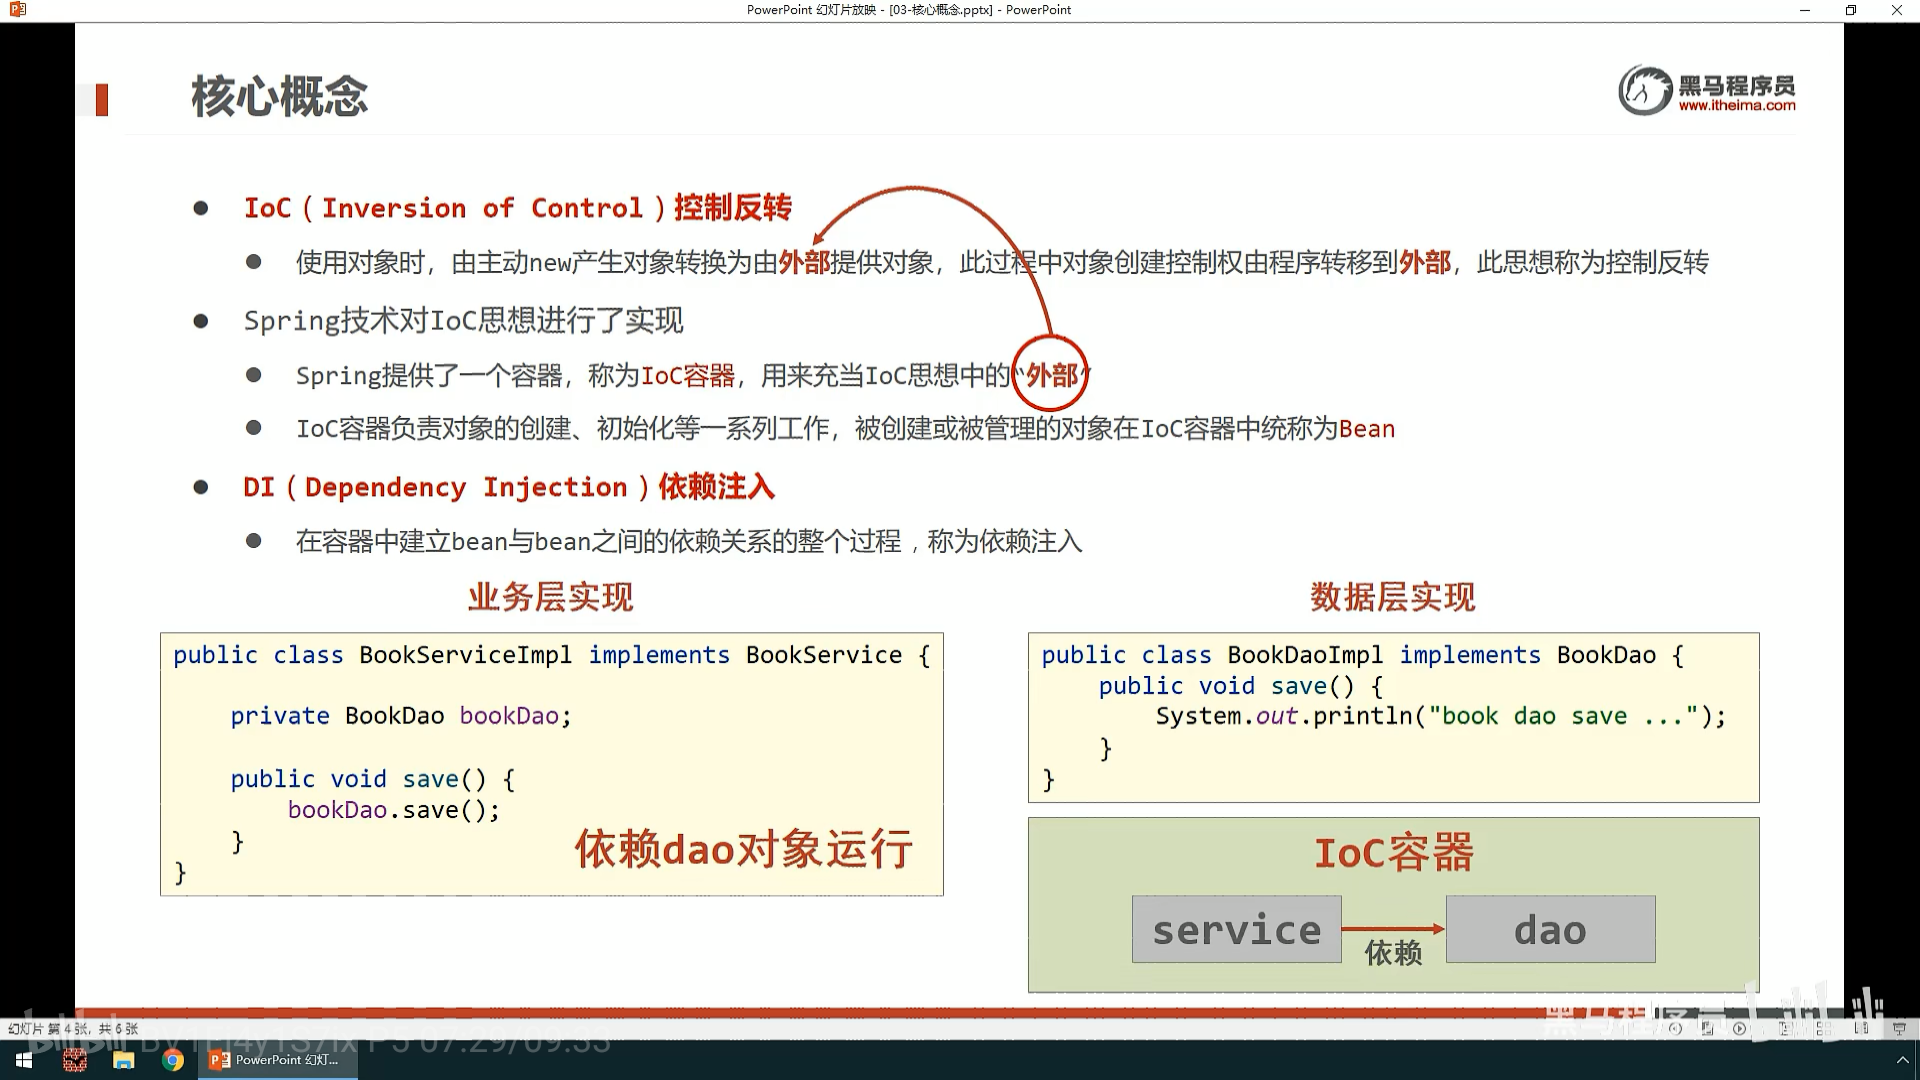 PowerPoint 幻灯片放映 - [03-核心概念.pptx] - PowerPoint
核心概念
黑马程序员
www.itheima.com
IoC（Inversion of Control）控制反转
使用对象时，由主动new产生对象转换为由外部提供对象，此过程中对象创建控制权由程序转移到外部，此思想称为控制反转
Spring技术对IoC思想进行了实现
Spring提供了一个容器，称为IoC容器，用来充当IoC思想中的“外部”
IoC容器负责对象的创建、初始化等一系列工作，被创建或被管理的对象在IoC容器中统称为Bean
DI（Dependency Injection）依赖注入
在容器中建立bean与bean之间的依赖关系的整个过程，称为依赖注入
业务层实现
public class BookServiceImpl implements BookService {
private BookDao bookDao;
public void save() {
bookDao.save();
}
}
依赖dao对象运行
数据层实现
public class BookDaoImpl implements BookDao {
public void save() {
System.out.println("book dao save ...");
}
}
IoC容器
service
依赖
dao
黑马程序员
bilibili
幻灯片 第 4 张，共 6 张
P5 07:29/09:33
PowerPoint 幻灯...